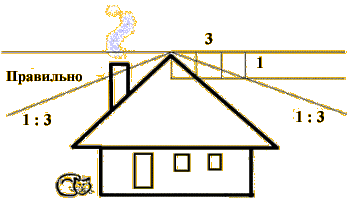 3
1
Правильно
1 : 3
1 : 3